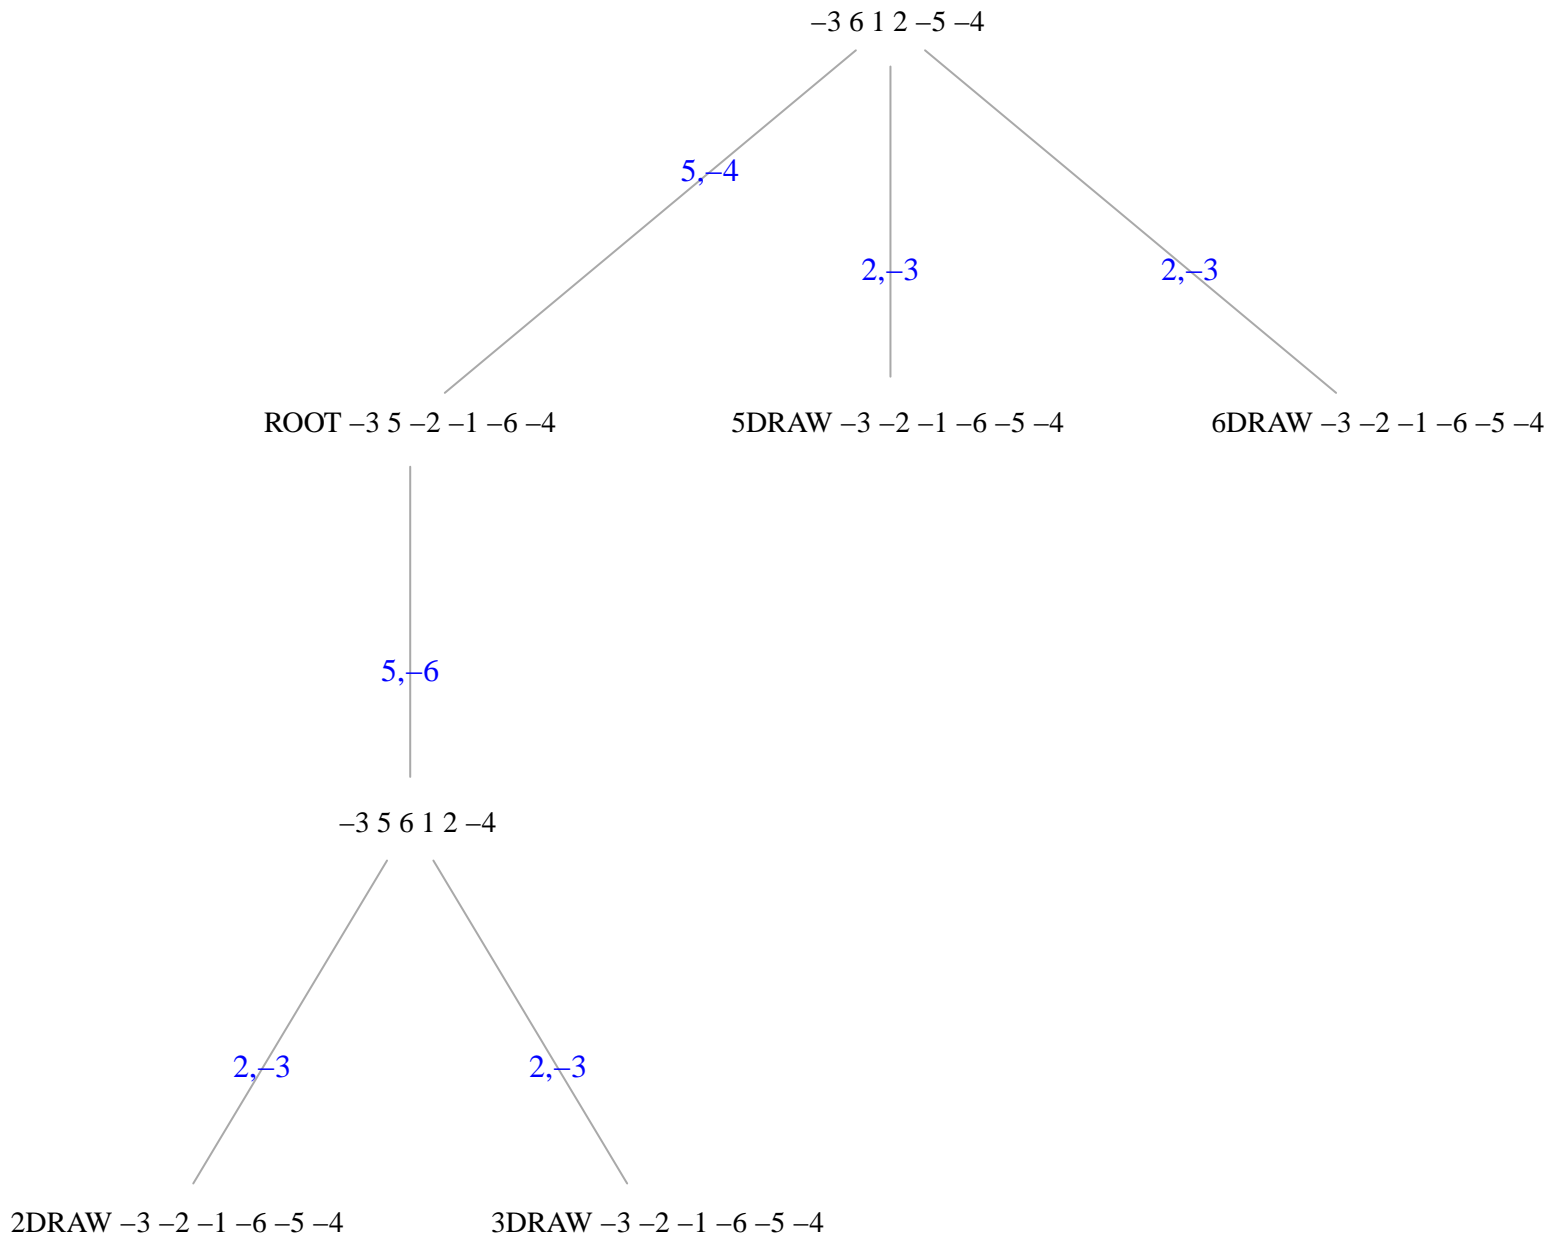 –3 6 1 2 –5 –4
5,–4
2,–3
2,–3
ROOT –3 5 –2 –1 –6 –4
5DRAW –3 –2 –1 –6 –5 –4
6DRAW –3 –2 –1 –6 –5 –4
5,–6
–3 5 6 1 2 –4
2,–3
2,–3
2DRAW –3 –2 –1 –6 –5 –4
3DRAW –3 –2 –1 –6 –5 –4